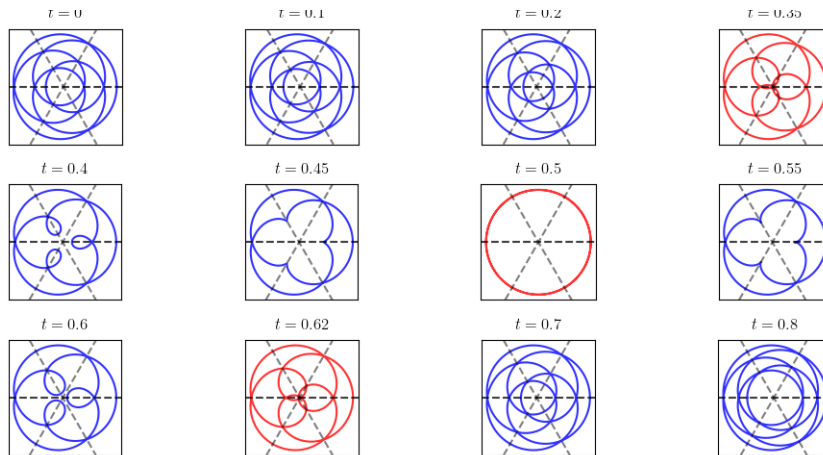 t = 0
t = 0.1
t = 0.2
t = 0.35
t = 0.4
t = 0.45
t = 0.5
t = 0.55
t = 0.6
t = 0.62
t = 0.7
t = 0.8